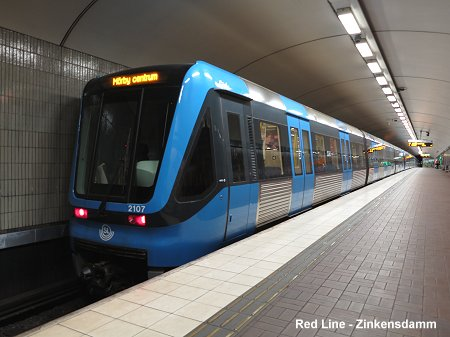 Mörby centrum
2107
Red Line - Zinkensdamm